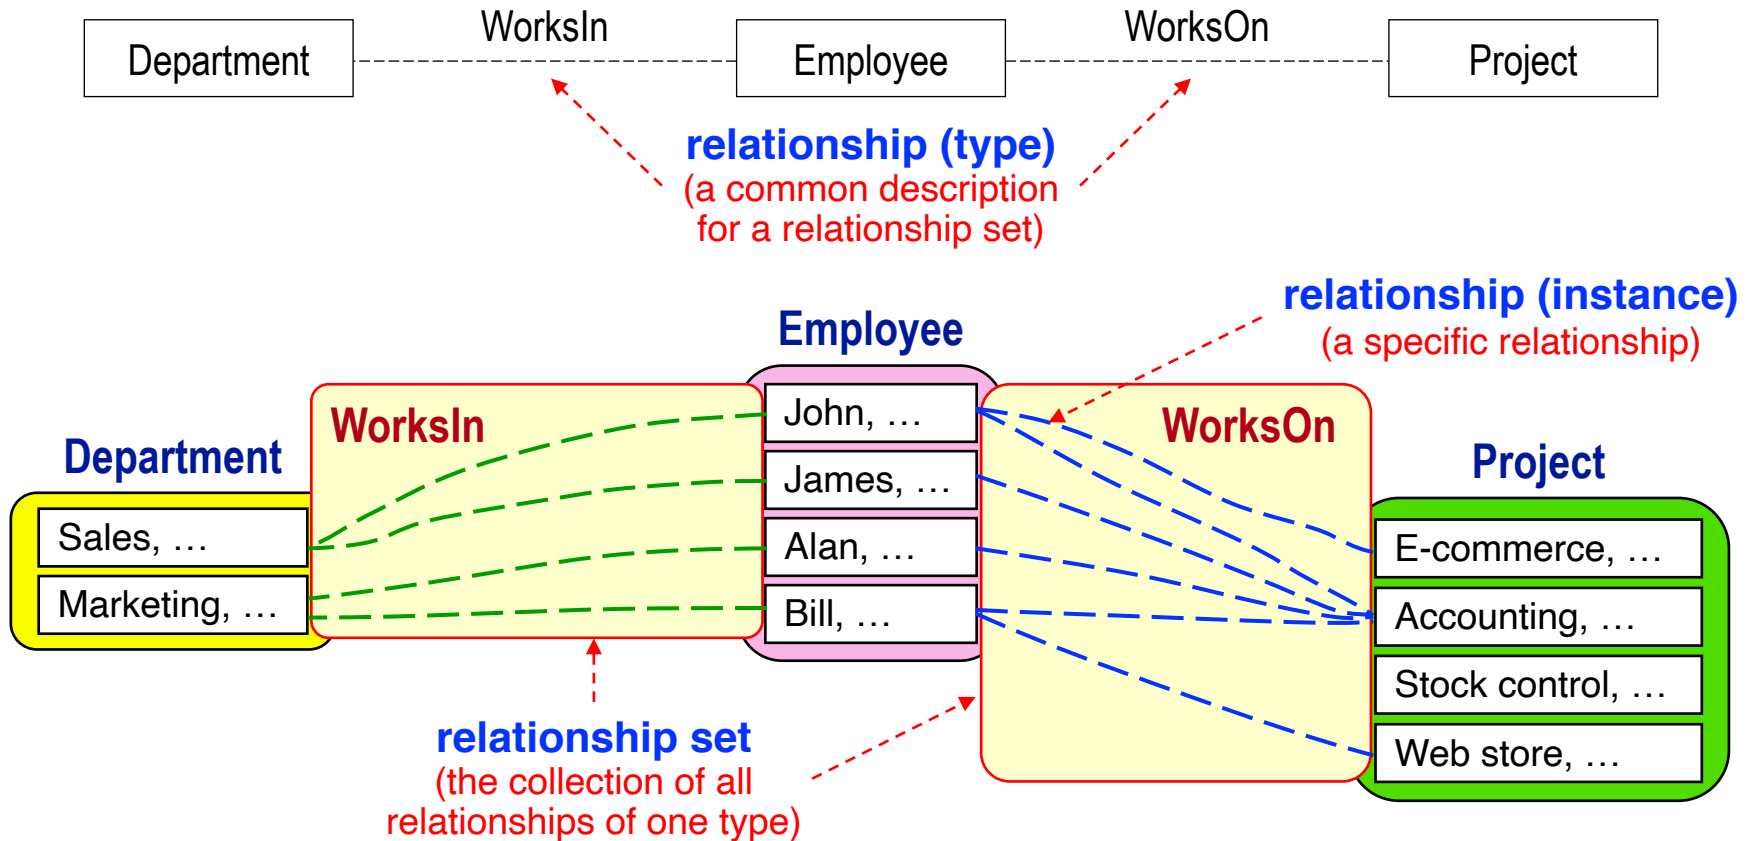 WorksIn
WorksOn
Department
Employee
Project
relationship (type)
(a common description
for a relationship set)
relationship (instance)
(a specific relationship)
Employee
WorksIn
WorksOn
Department
Project
John, …
James, …
Alan, …
Bill, …
Sales, …
Marketing, …
E-commerce, …
Accounting, …
Stock control, …
Web store, …
relationship set
(the collection of all
relationships of one type)